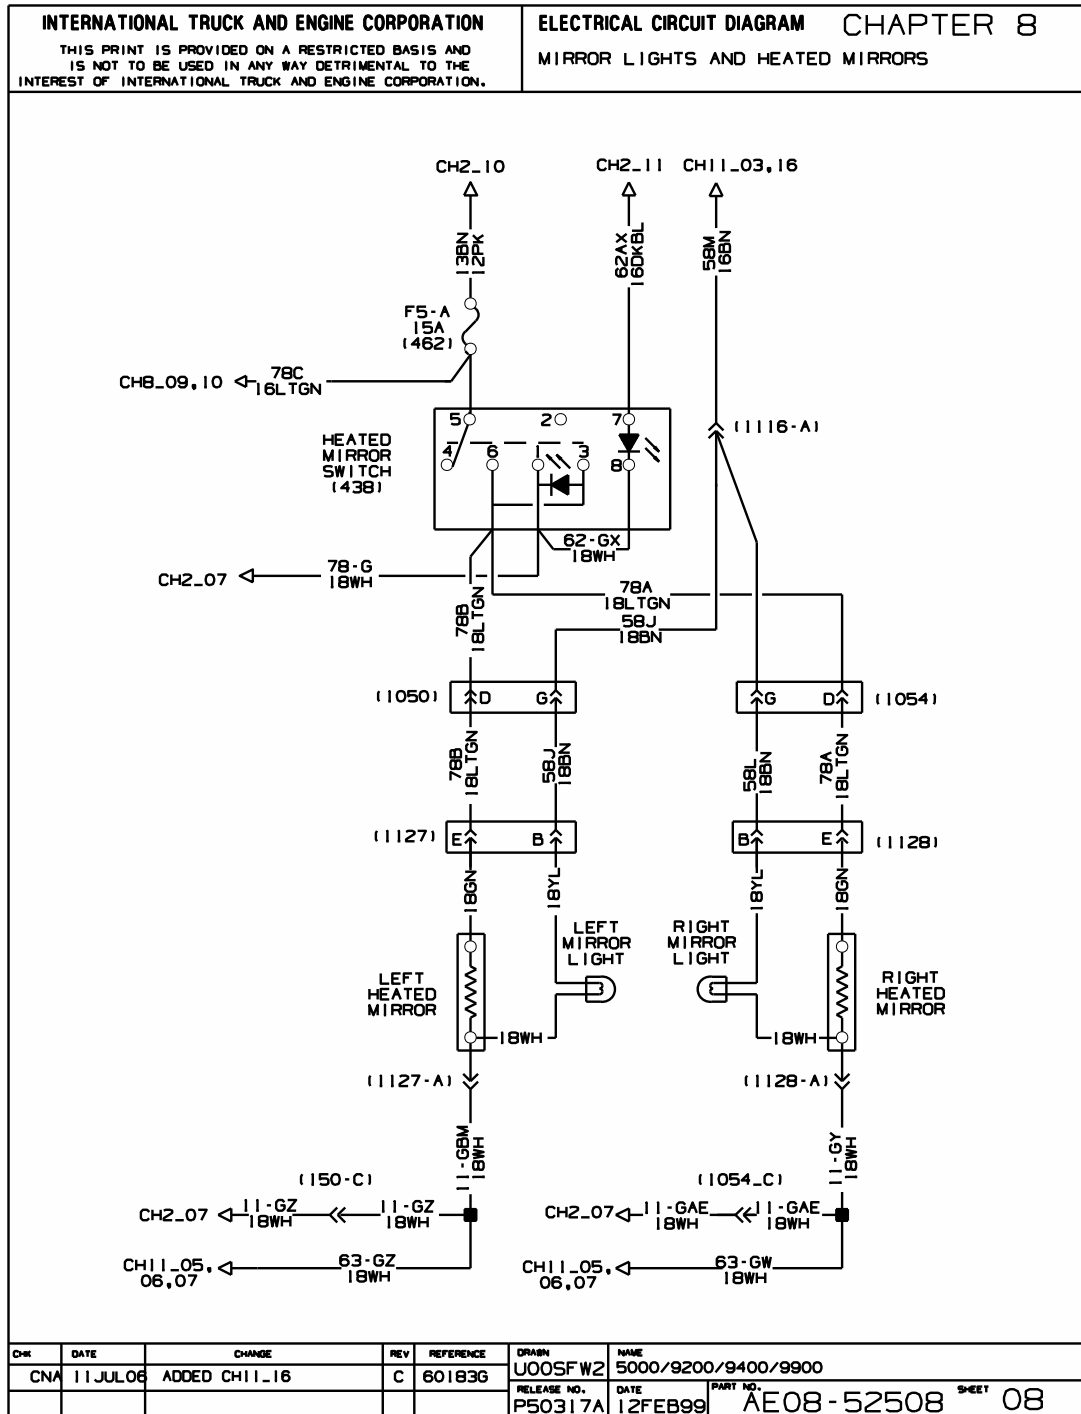 INTERNATIONAL TRUCK AND ENGINE CORPORATION
THIS PRINT IS PROVIDED ON A RESTRICTED BASIS AND
IS NOT TO BE USED IN ANY WAY DETRIMENTAL TO THE
INTEREST OF INTERNATIONAL TRUCK AND ENGINE CORPORATION.
ELECTRICAL CIRCUIT DIAGRAM CHAPTER 8
MIRROR LIGHTS AND HEATED MIRRORS
CH2_10
CH2_11
CH11_03,16
13BN
12PK
62AX
16DKBL
58M
16BN
F5-A
15A
(462)
CH8_09,10
78C
16LTGN
5
2
7
(1116-A)
HEATED
MIRROR
SWITCH
(438)
4
6
1
3
8
62-GX
18WH
CH2_07
78-G
18WH
78A
18LTGN
58J
18BN
78B
18LTGN
(1050)
D
G
G
D
(1054)
78B
18LTGN
58J
18BN
58L
18BN
78A
18LTGN
(1127)
E
B
B
E
(1128)
18GN
18YL
18YL
18GN
LEFT
MIRROR
LIGHT
RIGHT
MIRROR
LIGHT
LEFT
HEATED
MIRROR
RIGHT
HEATED
MIRROR
18WH
18WH
(1127-A)
(1128-A)
11-GBM
18WH
11-GY
18WH
(150-C)
(1054_C)
CH2_07
11-GZ
18WH
11-GZ
18WH
CH2_07
11-GAE
18WH
11-GAE
18WH
CH11_05,
06,07
63-GZ
18WH
CH11_05,
06,07
63-GW
18WH
CHK DATE CHANGE REV REFERENCE
CNA 11JUL06 ADDED CH11_16 C 60183G
DRAWN
U00SFW2
NAME
5000/9200/9400/9900
RELEASE NO.
P50317A
DATE
12FEB99
PART NO.
AE08-52508
SHEET 08